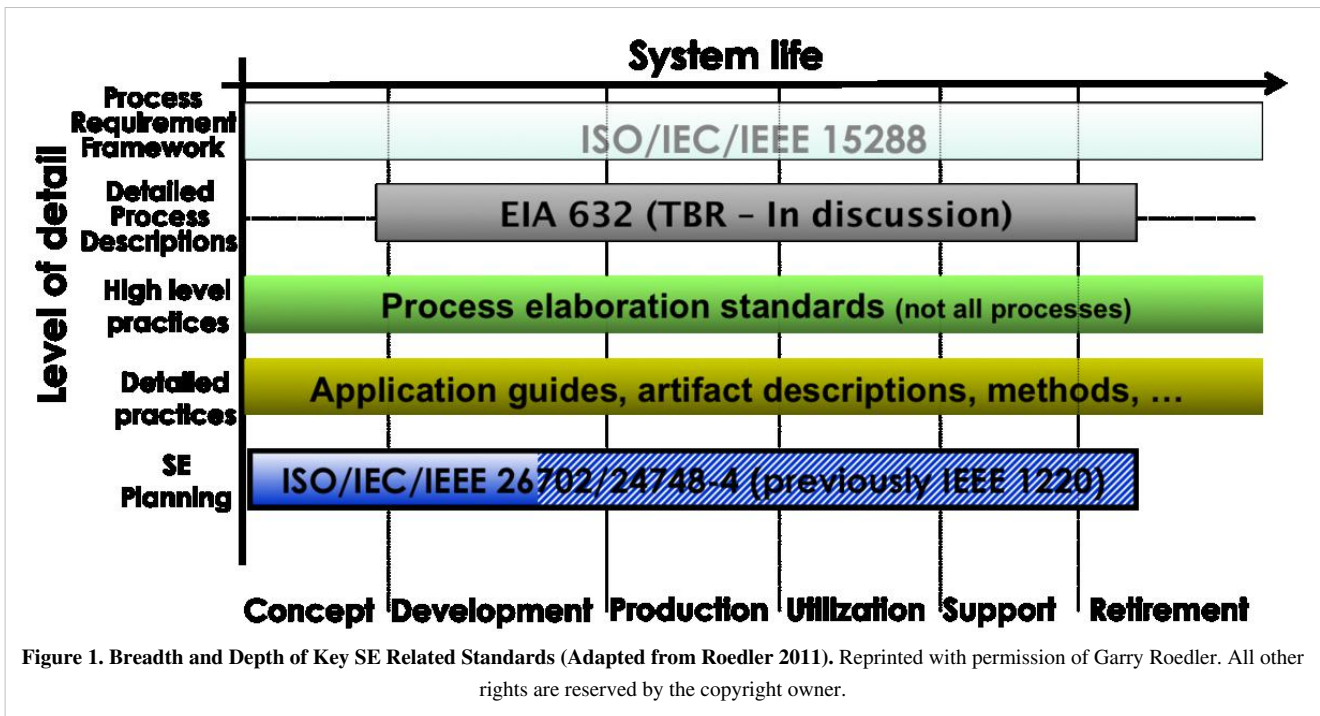 System life
Level of detail
Process
Requirement
Framework
ISO/IEC/IEEE 15288
Detailed
Process
Descriptions
EIA 632 (TBR – In discussion)
High level
practices
Process elaboration standards (not all processes)
Detailed
practices
Application guides, artifact descriptions, methods, …
SE
Planning
ISO/IEC/IEEE 26702/24748-4 (previously IEEE 1220)
Concept Development Production Utilization Support Retirement
Figure 1. Breadth and Depth of Key SE Related Standards (Adapted from Roedler 2011). Reprinted with permission of Garry Roedler. All other
rights are reserved by the copyright owner.